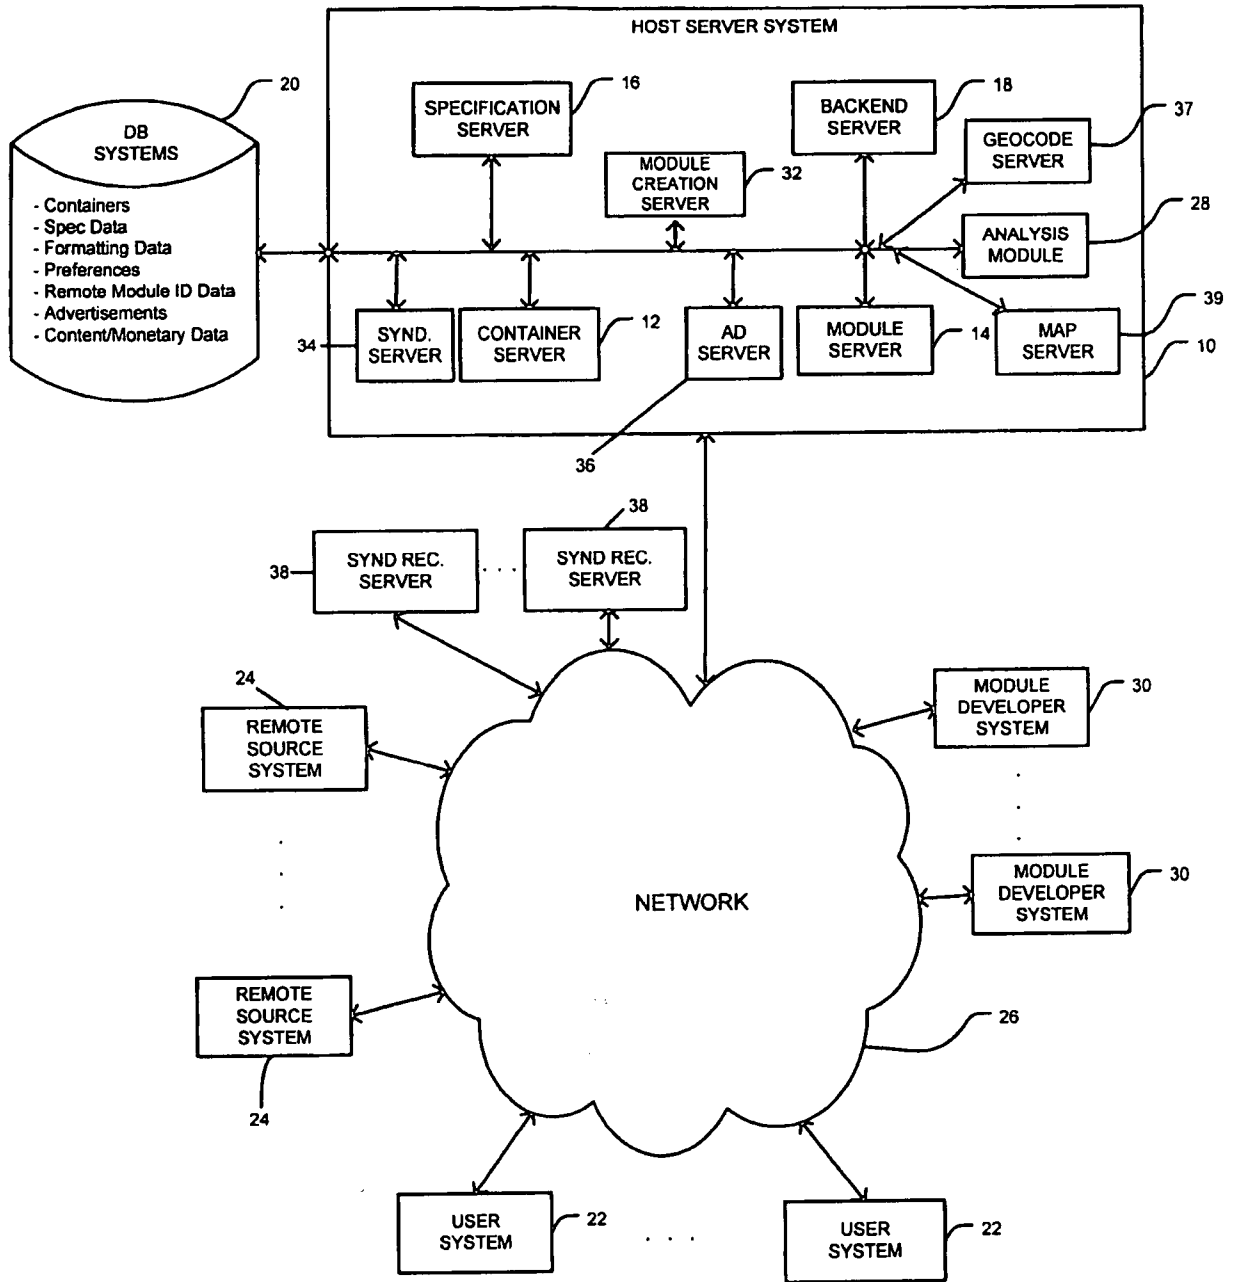 HOST SERVER SYSTEM
20
DB
SYSTEMS
- Containers
- Spec Data
- Formatting Data
- Preferences
- Remote Module ID Data
- Advertisements
- Content/Monetary Data
SPECIFICATION
SERVER
16
MODULE
CREATION
SERVER
32
BACKEND
SERVER
18
GEOCODE
SERVER
37
ANALYSIS
MODULE
28
34
SYND.
SERVER
CONTAINER
SERVER
12
AD
SERVER
36
MODULE
SERVER
14
MAP
SERVER
39
10
38
SYND REC.
SERVER
. . .
SYND REC.
SERVER
38
24
REMOTE
SOURCE
SYSTEM
MODULE
DEVELOPER
SYSTEM
30
NETWORK
MODULE
DEVELOPER
SYSTEM
30
REMOTE
SOURCE
SYSTEM
24
26
USER
SYSTEM
22
. . .
USER
SYSTEM
22